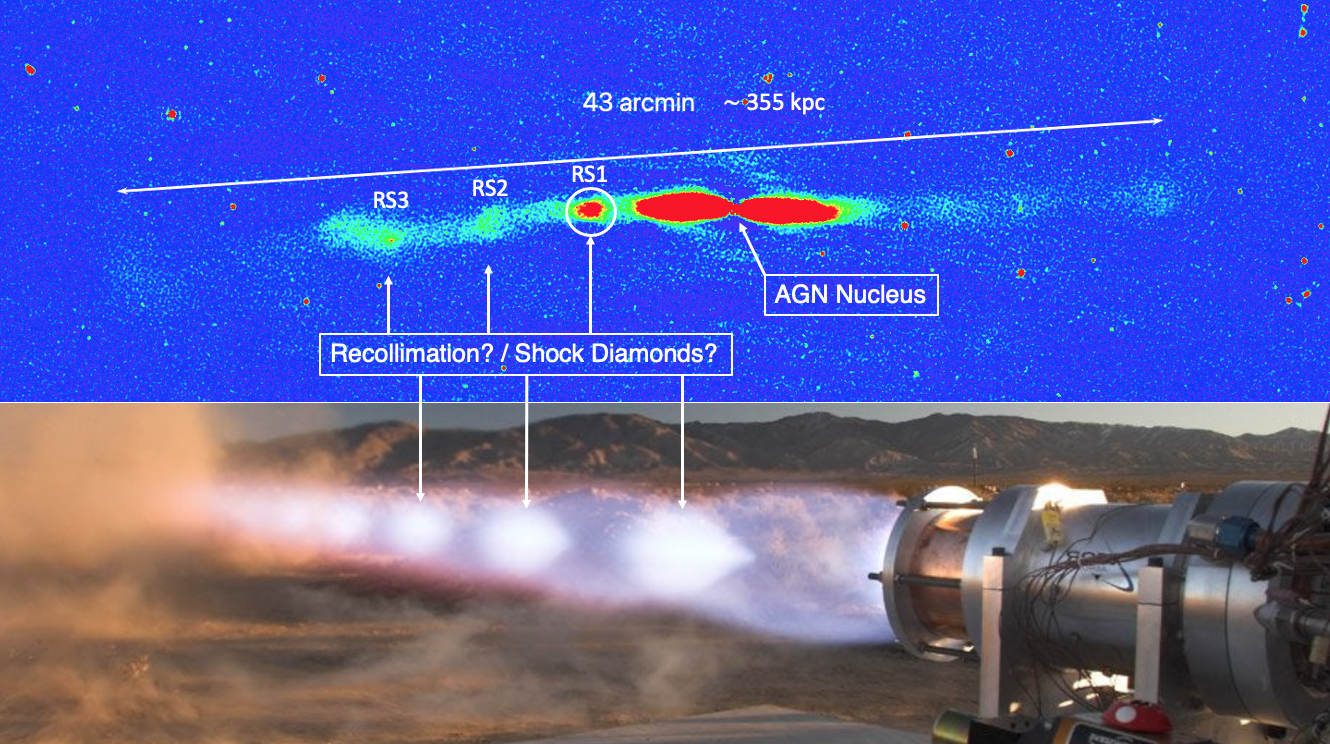 43 arcmin ~ 355 kpc
RS1
RS2
RS3
AGN Nucleus
Recollimation? / Shock Diamonds?